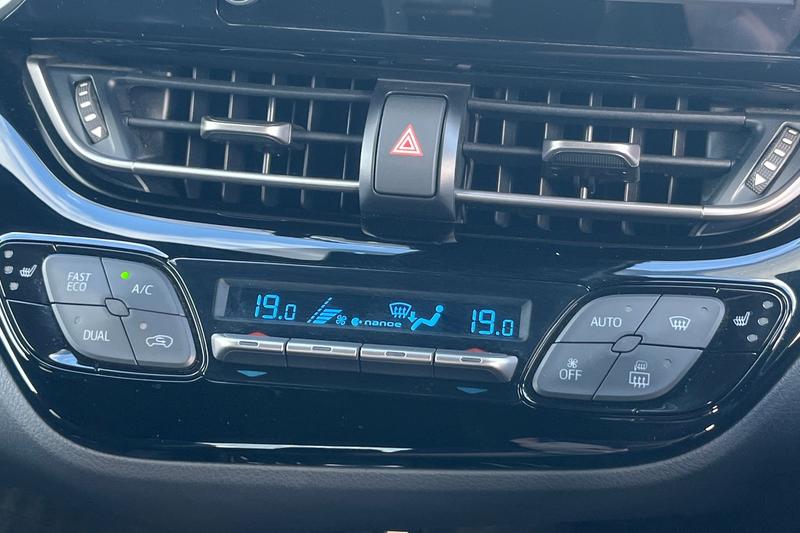 FAST
ECO
A/C
DUAL
19.0
nanoe
19.0
AUTO
OFF